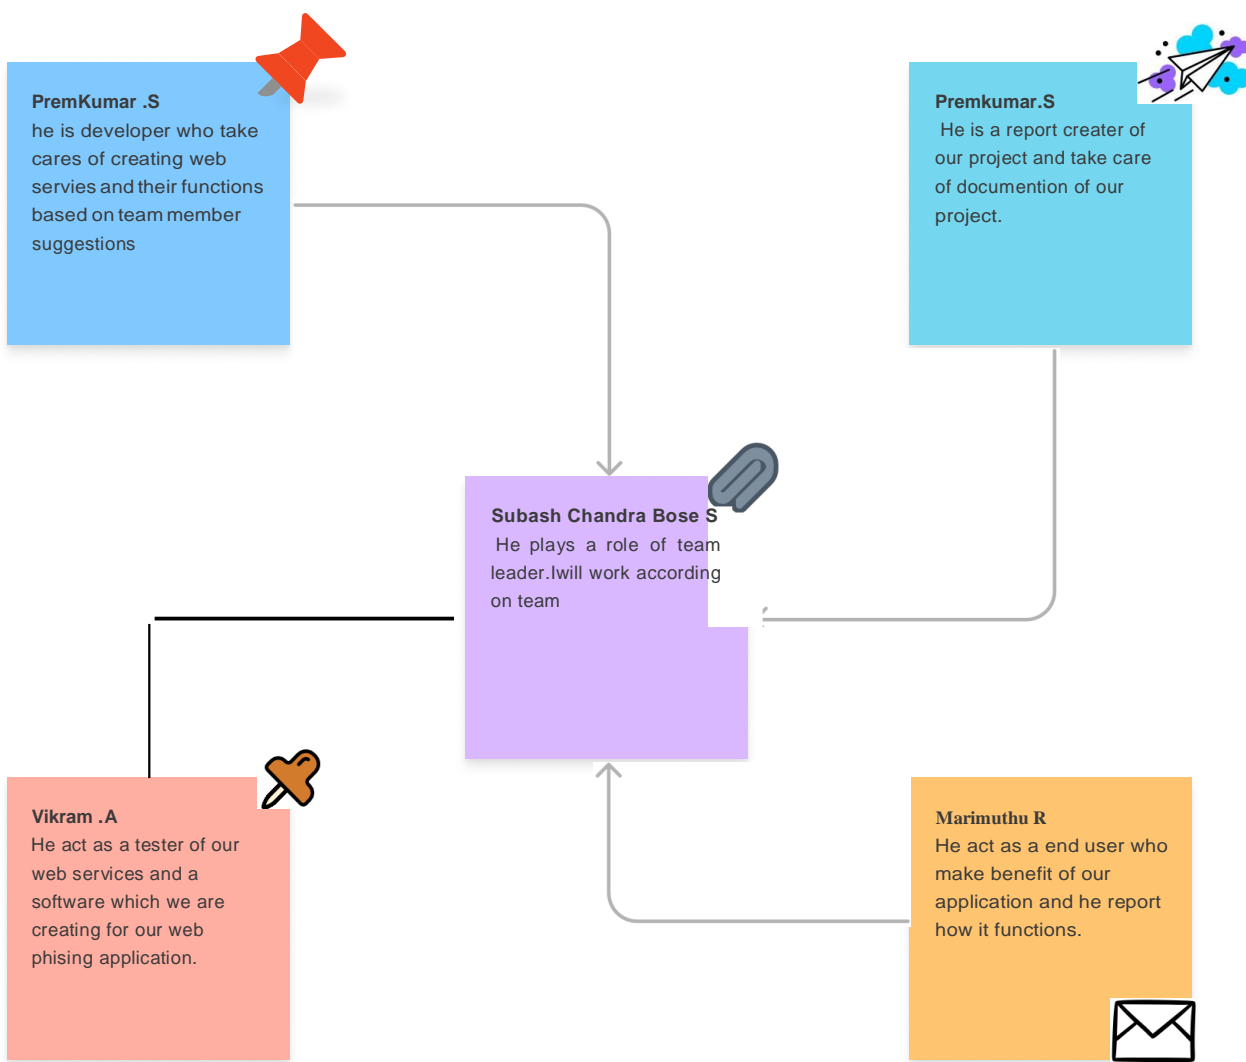 PremKumar .S
he is developer who take
cares of creating web
servies and their functions
based on team member
suggestions
Premkumar.S
He is a report creater of
our project and take care
of documention of our
project.
Subash Chandra Bose S
He plays a role of team
leader.Iwill work according
on team
Vikram .A
He act as a tester of our
web services and a
software which we are
creating for our web
phising application.
Marimuthu R
He act as a end user who
make benefit of our
application and he report
how it functions.